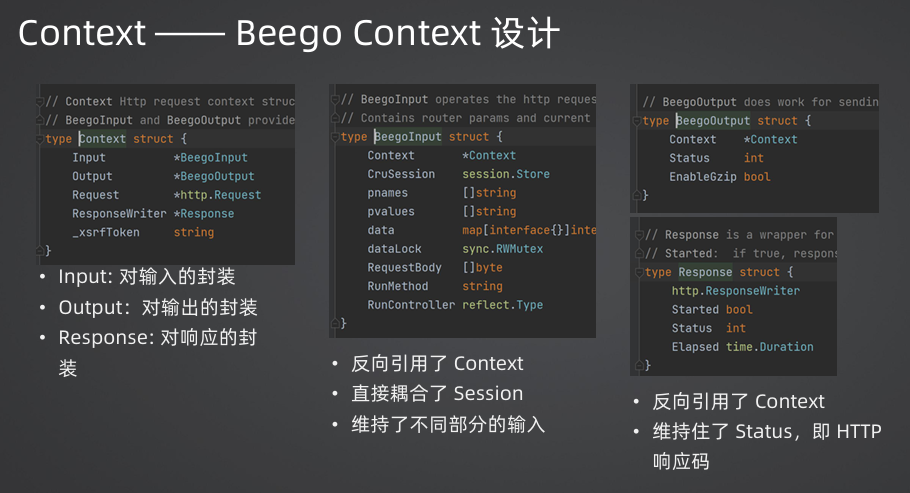 Context —— Beego Context 设计
// Context Http request context struc
// BeegoInput and BeegoOutput provide
type Context struct {
Input *BeegoInput
Output *BeegoOutput
Request *http.Request
ResponseWriter *Response
_xsrfToken string
}
• Input: 对输入的封装
• Output：对输出的封装
• Response: 对响应的封
装
// BeegoInput operates the http reques
// Contains router params and current
type BeegoInput struct {
Context *Context
CruSession session.Store
pnames []string
pvalues []string
data map[interface{}]inte
dataLock sync.RWMutex
RequestBody []byte
RunMethod string
RunController reflect.Type
}
• 反向引用了 Context
• 直接耦合了 Session
• 维持了不同部分的输入
// BeegoOutput does work for sendin
type BeegoOutput struct {
Context *Context
Status int
EnableGzip bool
}
// Response is a wrapper for
// Started: if true, respons
type Response struct {
http.ResponseWriter
Started bool
Status int
Elapsed time.Duration
}
• 反向引用了 Context
• 维持住了 Status，即 HTTP
响应码